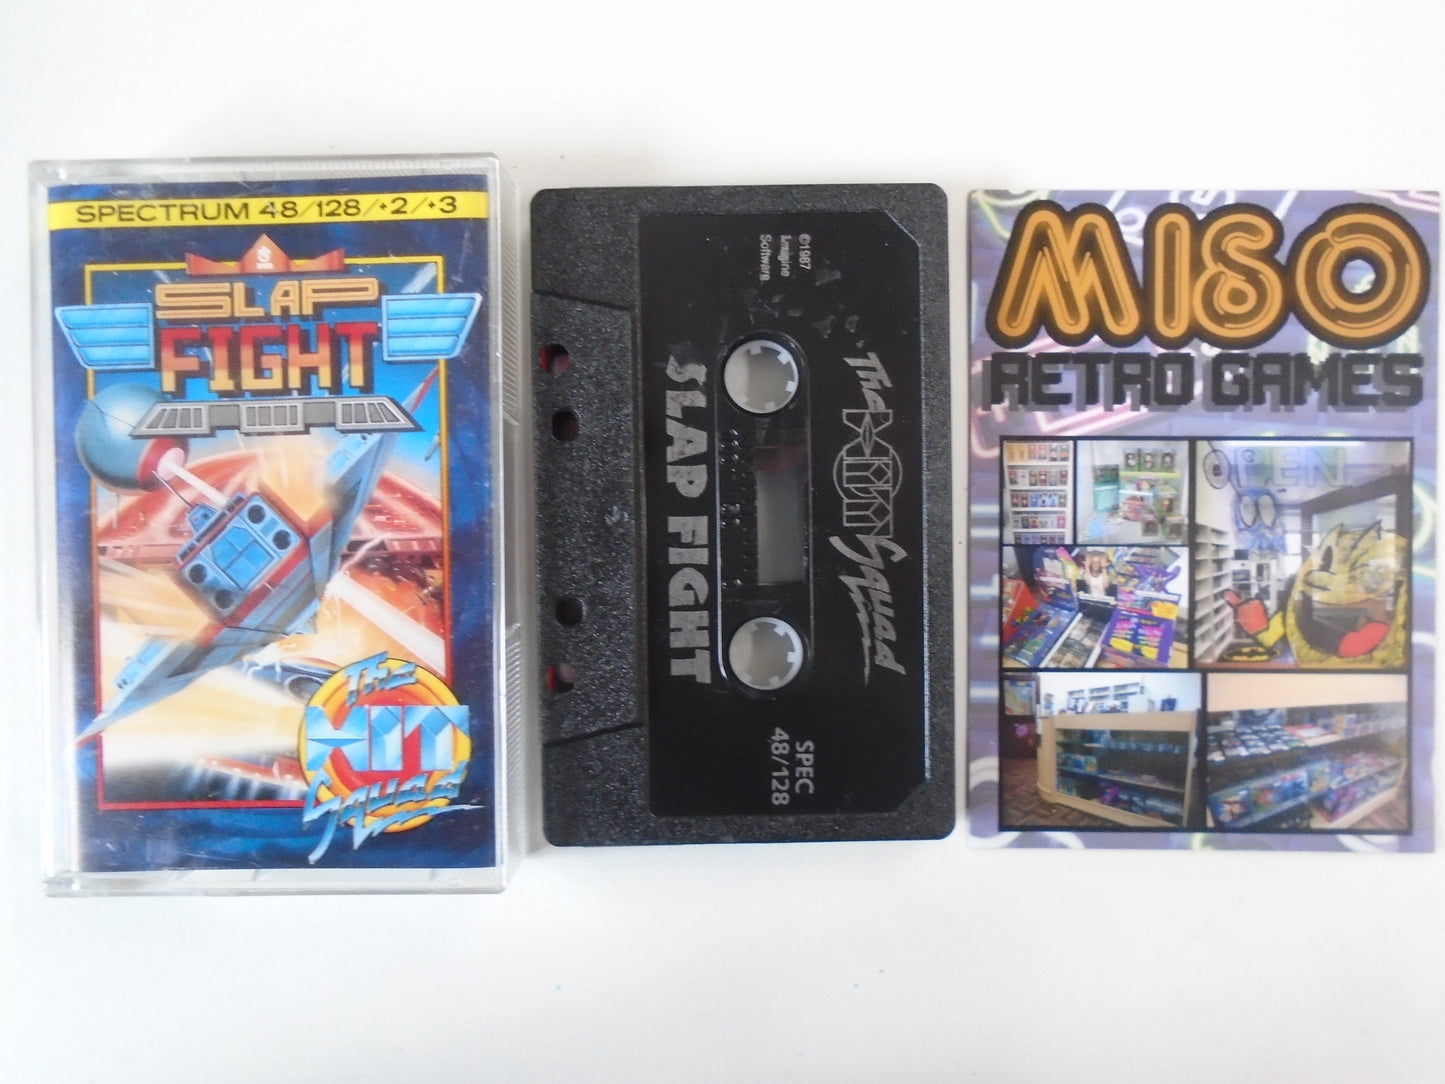 SPECTRUM 48/128/+2/+3
SLAP
FIGHT
The
HIT
Squad
©1987
Imagine
Software
The HIT Squad
SLAP FIGHT
SPEC
48/128
MISO
RETRO GAMES
OPEN